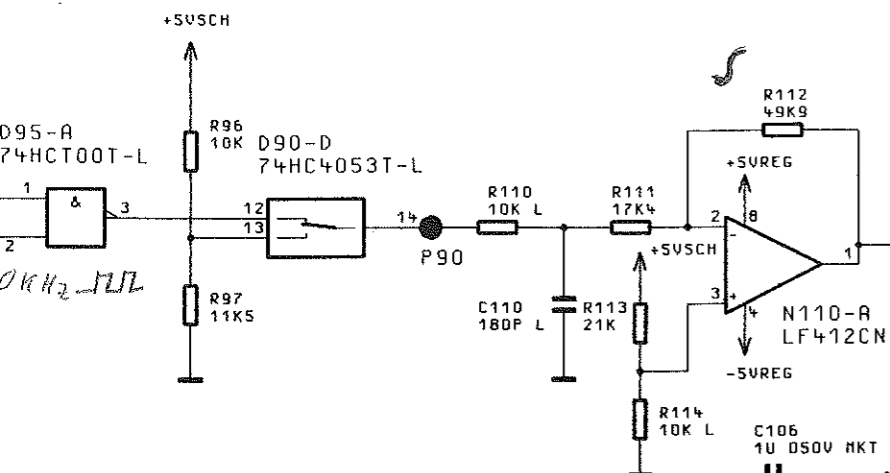 +5VSCH
R112
49K9
D95-A
74HCT00T-L
R96
10K
D90-D
74HC4053T-L
+5VREG
1
&
3
12
13
14
R110
10K L
R111
17K4
2
8
2
P90
+5VSCH
-
1
R97
11K5
C110
180P L
R113
21K
3
+
4
N110-A
LF412CN
-5VREG
R114
10K L
C106
1U 050V MKT